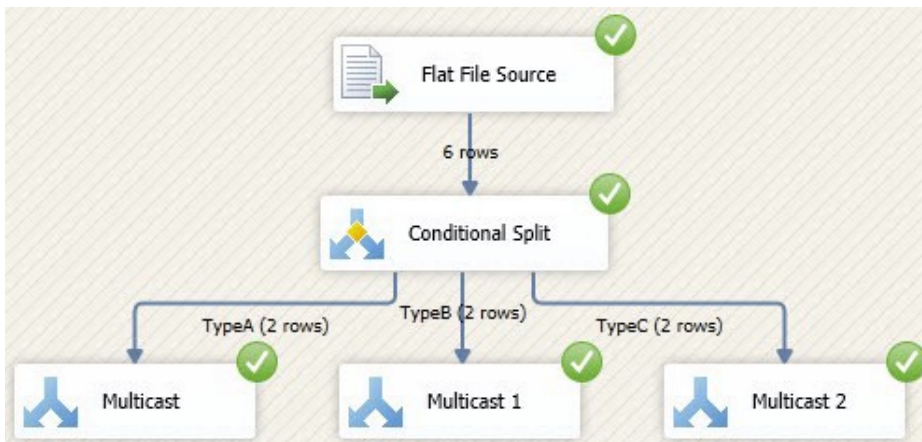 Flat File Source
6 rows
Conditional Split
TypeA (2 rows)
TypeB (2 rows)
TypeC (2 rows)
Multicast
Multicast 1
Multicast 2